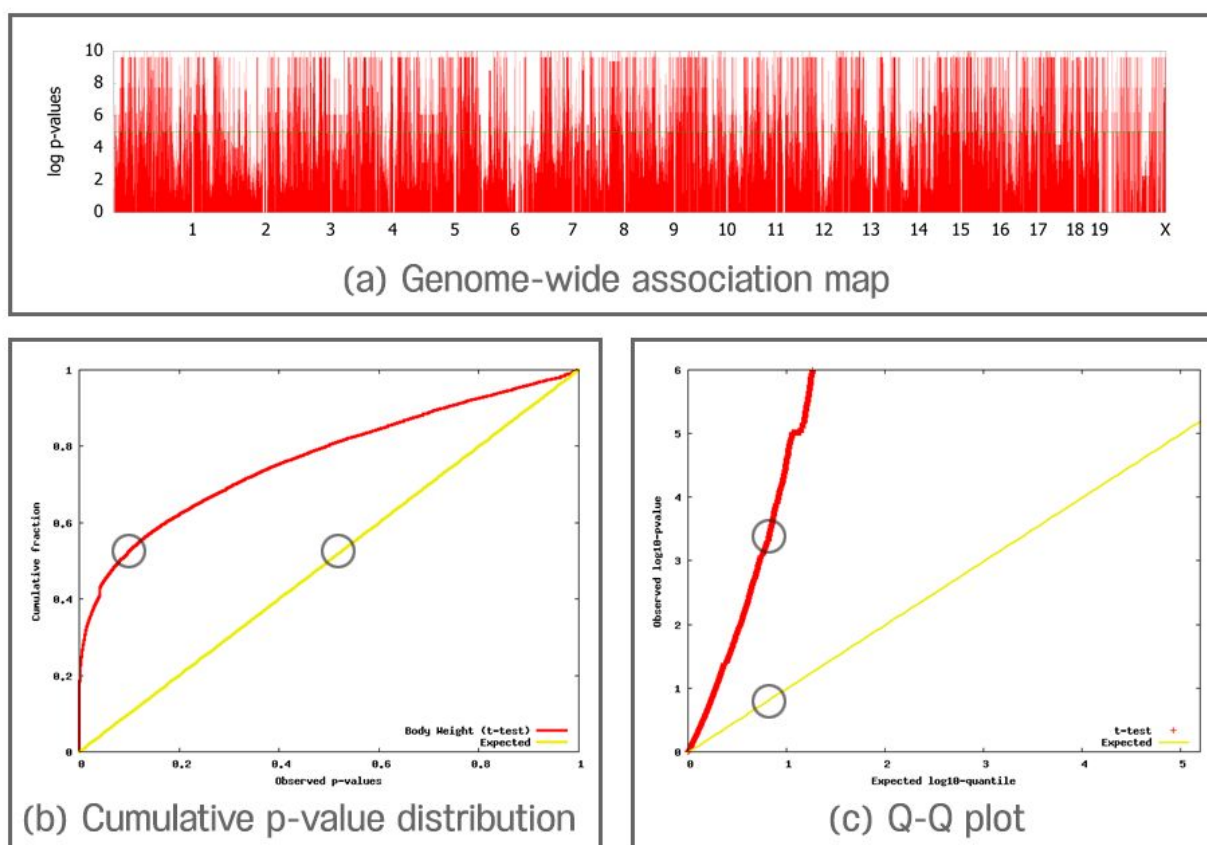 10
8
6
4
2
0
log p-values
1 2 3 4 5 6 7 8 9 10 11 12 13 14 15 16 17 18 19 X
(a) Genome-wide association map
1
0.8
0.6
0.4
0.2
0
Cumulative fraction
Body Weight (t-test)
Expected
0 0.2 0.4 0.6 0.8 1
Observed p-values
(b) Cumulative p-value distribution
6
5
4
3
2
1
0
Observed log10-pvalue
t-test
Expected
0 1 2 3 4 5
Expected log10-quantile
(c) Q-Q plot